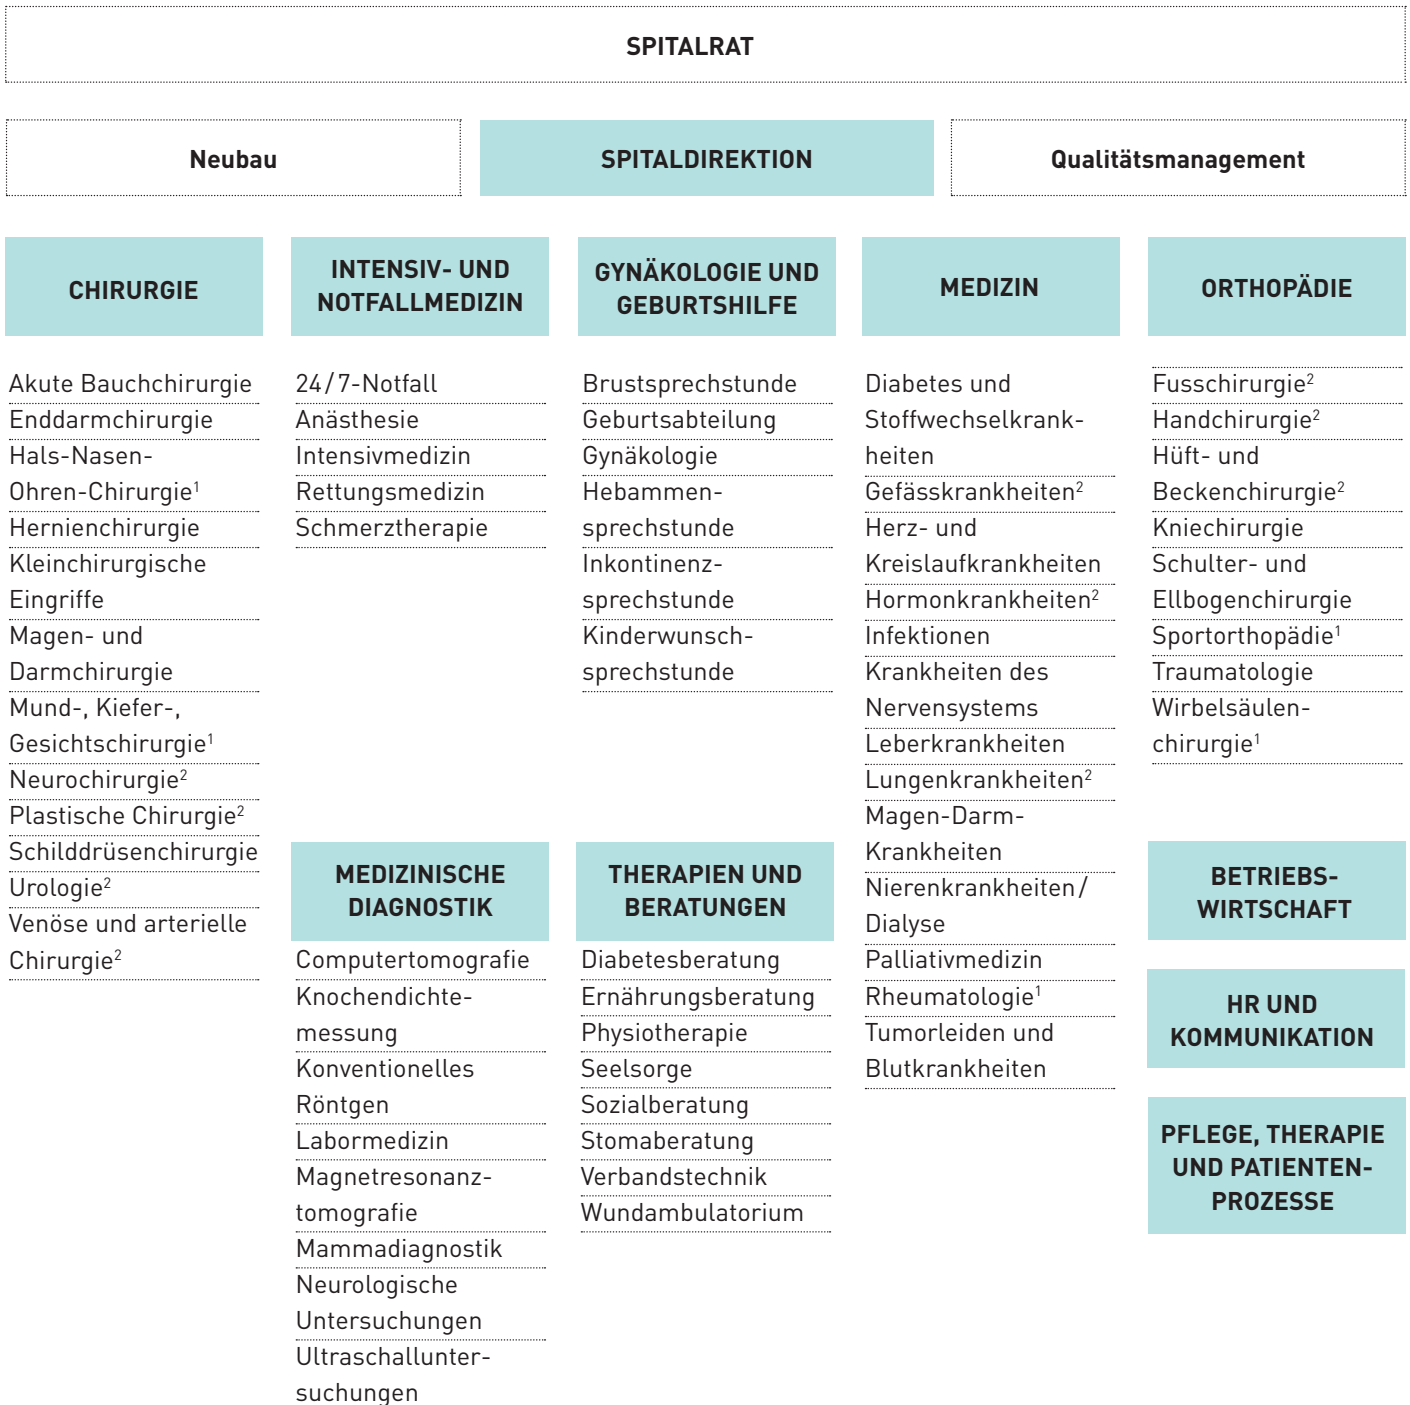 SPITALRAT
Neubau
SPITALDIREKTION
Qualitätsmanagement
CHIRURGIE
Akute Bauchchirurgie
Enddarmchirurgie
Hals-Nasen-
Ohren-Chirurgie¹
Hernienchirurgie
Kleinchirurgische
Eingriffe
Magen- und
Darmchirurgie
Mund-, Kiefer-,
Gesichtschirurgie¹
Neurochirurgie²
Plastische Chirurgie²
Schilddrüsenchirurgie
Urologie²
Venöse und arterielle
Chirurgie²
INTENSIV- UND
NOTFALLMEDIZIN
24/7-Notfall
Anästhesie
Intensivmedizin
Rettungsmedizin
Schmerztherapie
GYNÄKOLOGIE UND
GEBURTSHILFE
Brustsprechstunde
Geburtsabteilung
Gynäkologie
Hebammen-
sprechstunde
Inkontinenz-
sprechstunde
Kinderwunsch-
sprechstunde
MEDIZIN
Diabetes und
Stoffwechselkrank-
heiten
Gefässkrankheiten²
Herz- und
Kreislaufkrankheiten
Hormonkrankheiten²
Infektionen
Krankheiten des
Nervensystems
Leberkrankheiten
Lungenkrankheiten²
Magen-Darm-
Krankheiten
Nierenkrankheiten/
Dialyse
Palliativmedizin
Rheumatologie¹
Tumorleiden und
Blutkrankheiten
ORTHOPÄDIE
Fusschirurgie²
Handchirurgie²
Hüft- und
Beckenchirurgie²
Kniechirurgie
Schulter- und
Ellbogenchirurgie
Sportorthopädie¹
Traumatologie
Wirbelsäulen-
chirurgie¹
MEDIZINISCHE
DIAGNOSTIK
Computertomografie
Knochendichte-
messung
Konventionelles
Röntgen
Labormedizin
Magnetresonanz-
tomografie
Mammadiagnostik
Neurologische
Untersuchungen
Ultraschallunter-
suchungen
THERAPIEN UND
BERATUNGEN
Diabetesberatung
Ernährungsberatung
Physiotherapie
Seelsorge
Sozialberatung
Stomaberatung
Verbandstechnik
Wundambulatorium
BETRIEBS-
WIRTSCHAFT
HR UND
KOMMUNIKATION
PFLEGE, THERAPIE
UND PATIENTEN-
PROZESSE